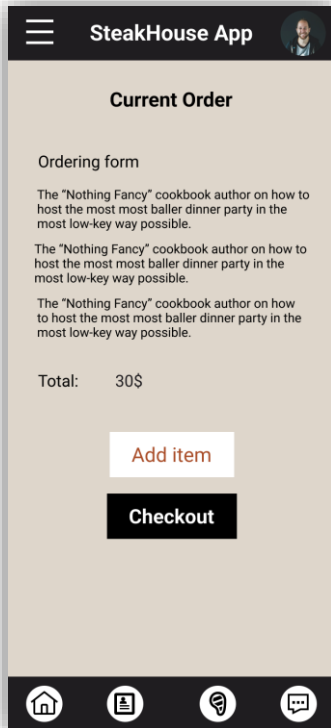 SteakHouse App
Current Order
Ordering form
The “Nothing Fancy” cookbook author on how to
host the most most baller dinner party in the
most low-key way possible.
The “Nothing Fancy” cookbook author on how to
host the most most baller dinner party in the
most low-key way possible.
The “Nothing Fancy” cookbook author on how
to host the most most baller dinner party in the
most low-key way possible.
Total: 30$
Add item
Checkout